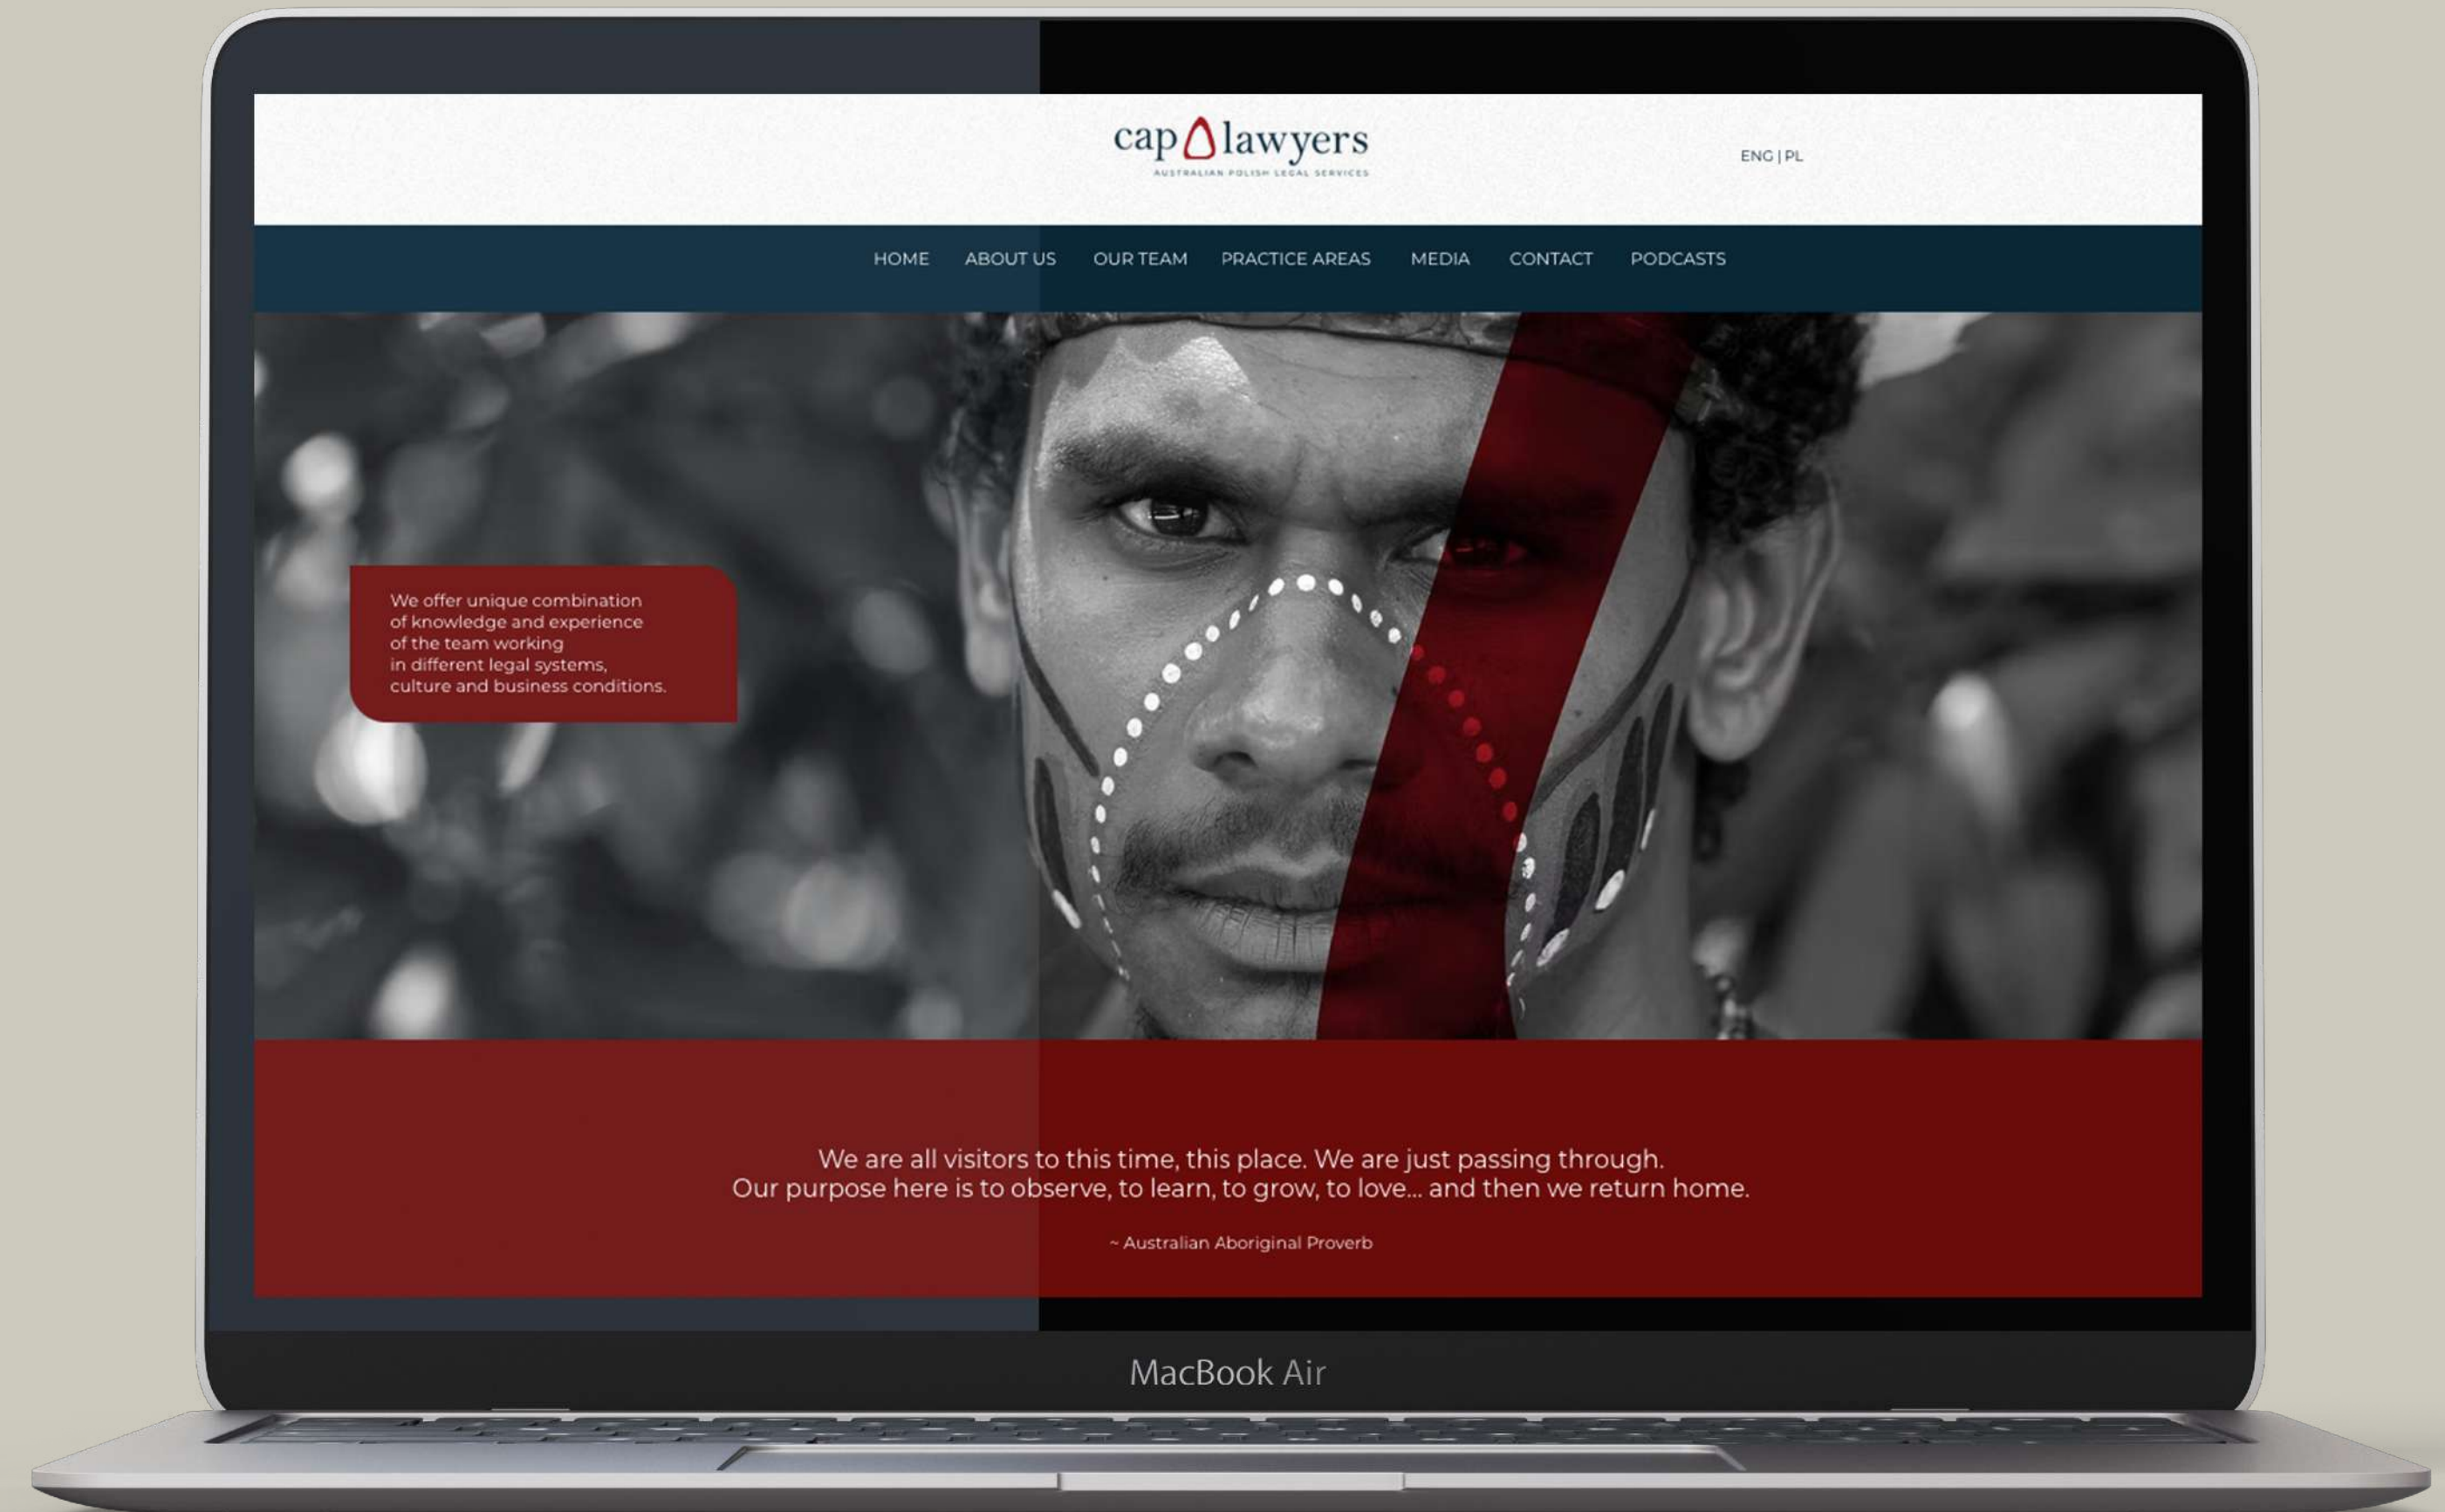 cap lawyers
AUSTRALIAN POLISH LEGAL SERVICES
ENG | PL
HOME ABOUT US OUR TEAM PRACTICE AREAS MEDIA CONTACT PODCASTS
We offer unique combination
of knowledge and experience
of the team working
in different legal systems,
culture and business conditions.
We are all visitors to this time, this place. We are just passing through.
Our purpose here is to observe, to learn, to grow, to love... and then we return home.
~ Australian Aboriginal Proverb
MacBook Air